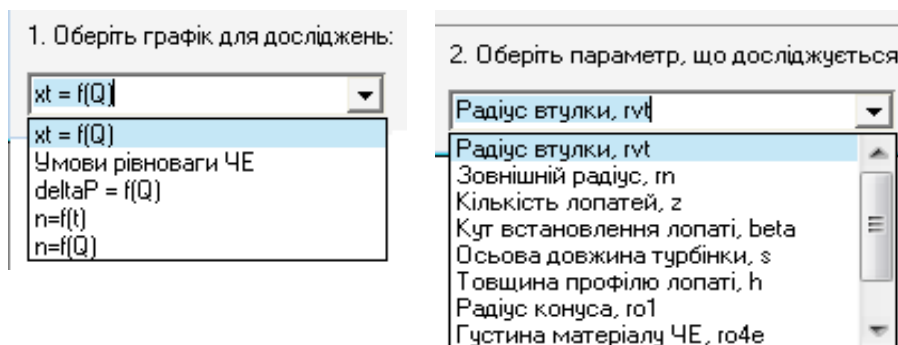 1. Оберіть графік для досліджень:
xt = f(Q)
xt = f(Q)
Умови рівноваги ЧЕ
deltaP = f(Q)
n=f(t)
n=f(Q)
2. Оберіть параметр, що досліджується
Радіус втулки, rvt
Радіус втулки, rvt
Зовнішній радіус, rn
Кількість лопатей, z
Кут встановлення лопаті, beta
Осьова довжина турбінки, s
Товщина профілю лопаті, h
Радіус конуса, ro1
Густина матеріалу ЧЕ, ro4e